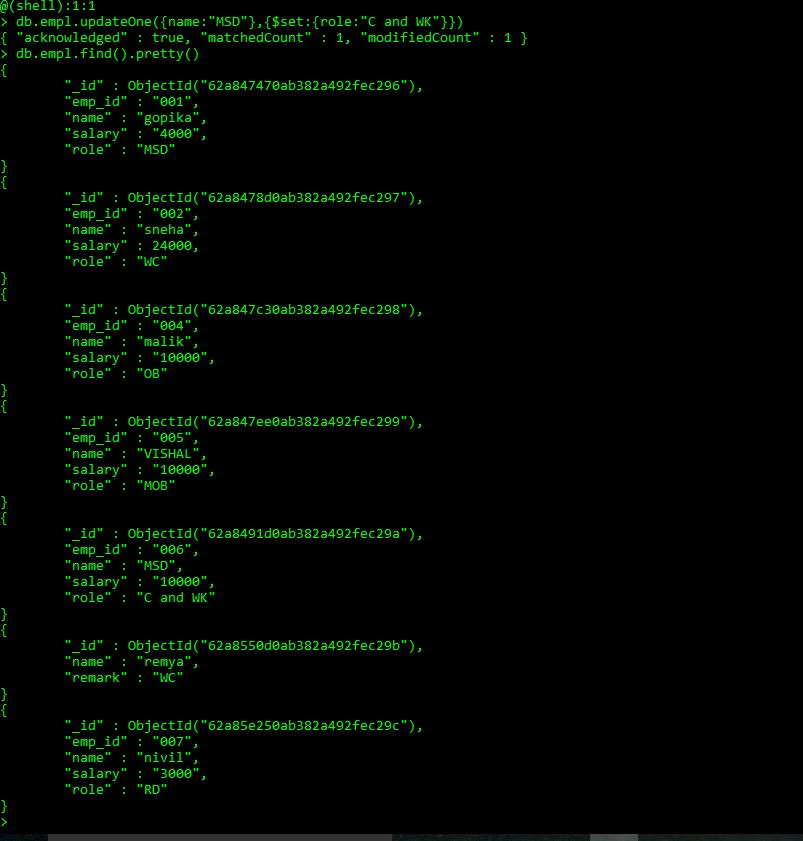 @(shell):1:1
> db.empl.updateOne({name:"MSD"},{$set:{role:"C and WK"}})
{ "acknowledged" : true, "matchedCount" : 1, "modifiedCount" : 1 }
> db.empl.find().pretty()
{
"_id" : ObjectId("62a847470ab382a492fec296"),
"emp_id" : "001",
"name" : "gopika",
"salary" : "4000",
"role" : "MSD"
}
{
"_id" : ObjectId("62a8478d0ab382a492fec297"),
"emp_id" : "002",
"name" : "sneha",
"salary" : 24000,
"role" : "WC"
}
{
"_id" : ObjectId("62a847c30ab382a492fec298"),
"emp_id" : "004",
"name" : "malik",
"salary" : "10000",
"role" : "OB"
}
{
"_id" : ObjectId("62a847ee0ab382a492fec299"),
"emp_id" : "005",
"name" : "VISHAL",
"salary" : "10000",
"role" : "MOB"
}
{
"_id" : ObjectId("62a8491d0ab382a492fec29a"),
"emp_id" : "006",
"name" : "MSD",
"salary" : "10000",
"role" : "C and WK"
}
{
"_id" : ObjectId("62a8550d0ab382a492fec29b"),
"name" : "remya",
"remark" : "WC"
}
{
"_id" : ObjectId("62a85e250ab382a492fec29c"),
"emp_id" : "007",
"name" : "nivil",
"salary" : "3000",
"role" : "RD"
}
>